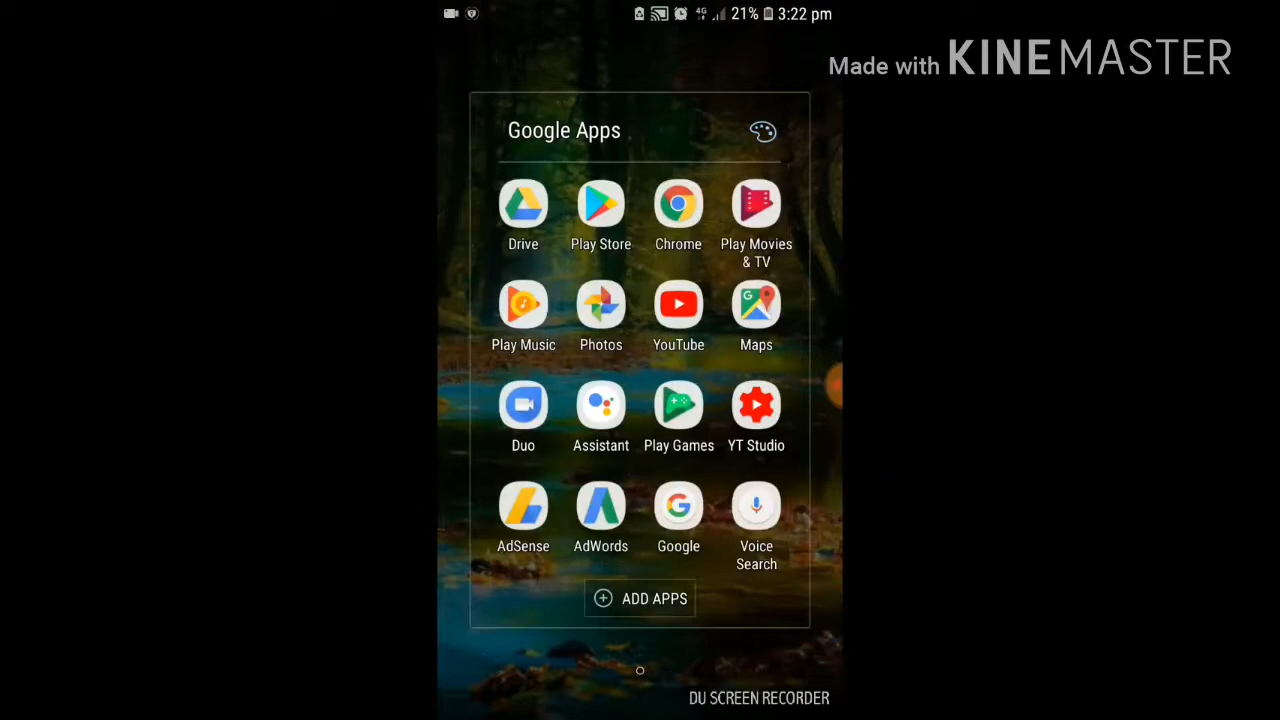 4G 21% 3:22 pm
Made with KINEMASTER
Google Apps
Drive Play Store Chrome Play Movies & TV
Play Music Photos YouTube Maps
Duo Assistant Play Games YT Studio
AdSense AdWords Google Voice Search
ADD APPS
DU SCREEN RECORDER